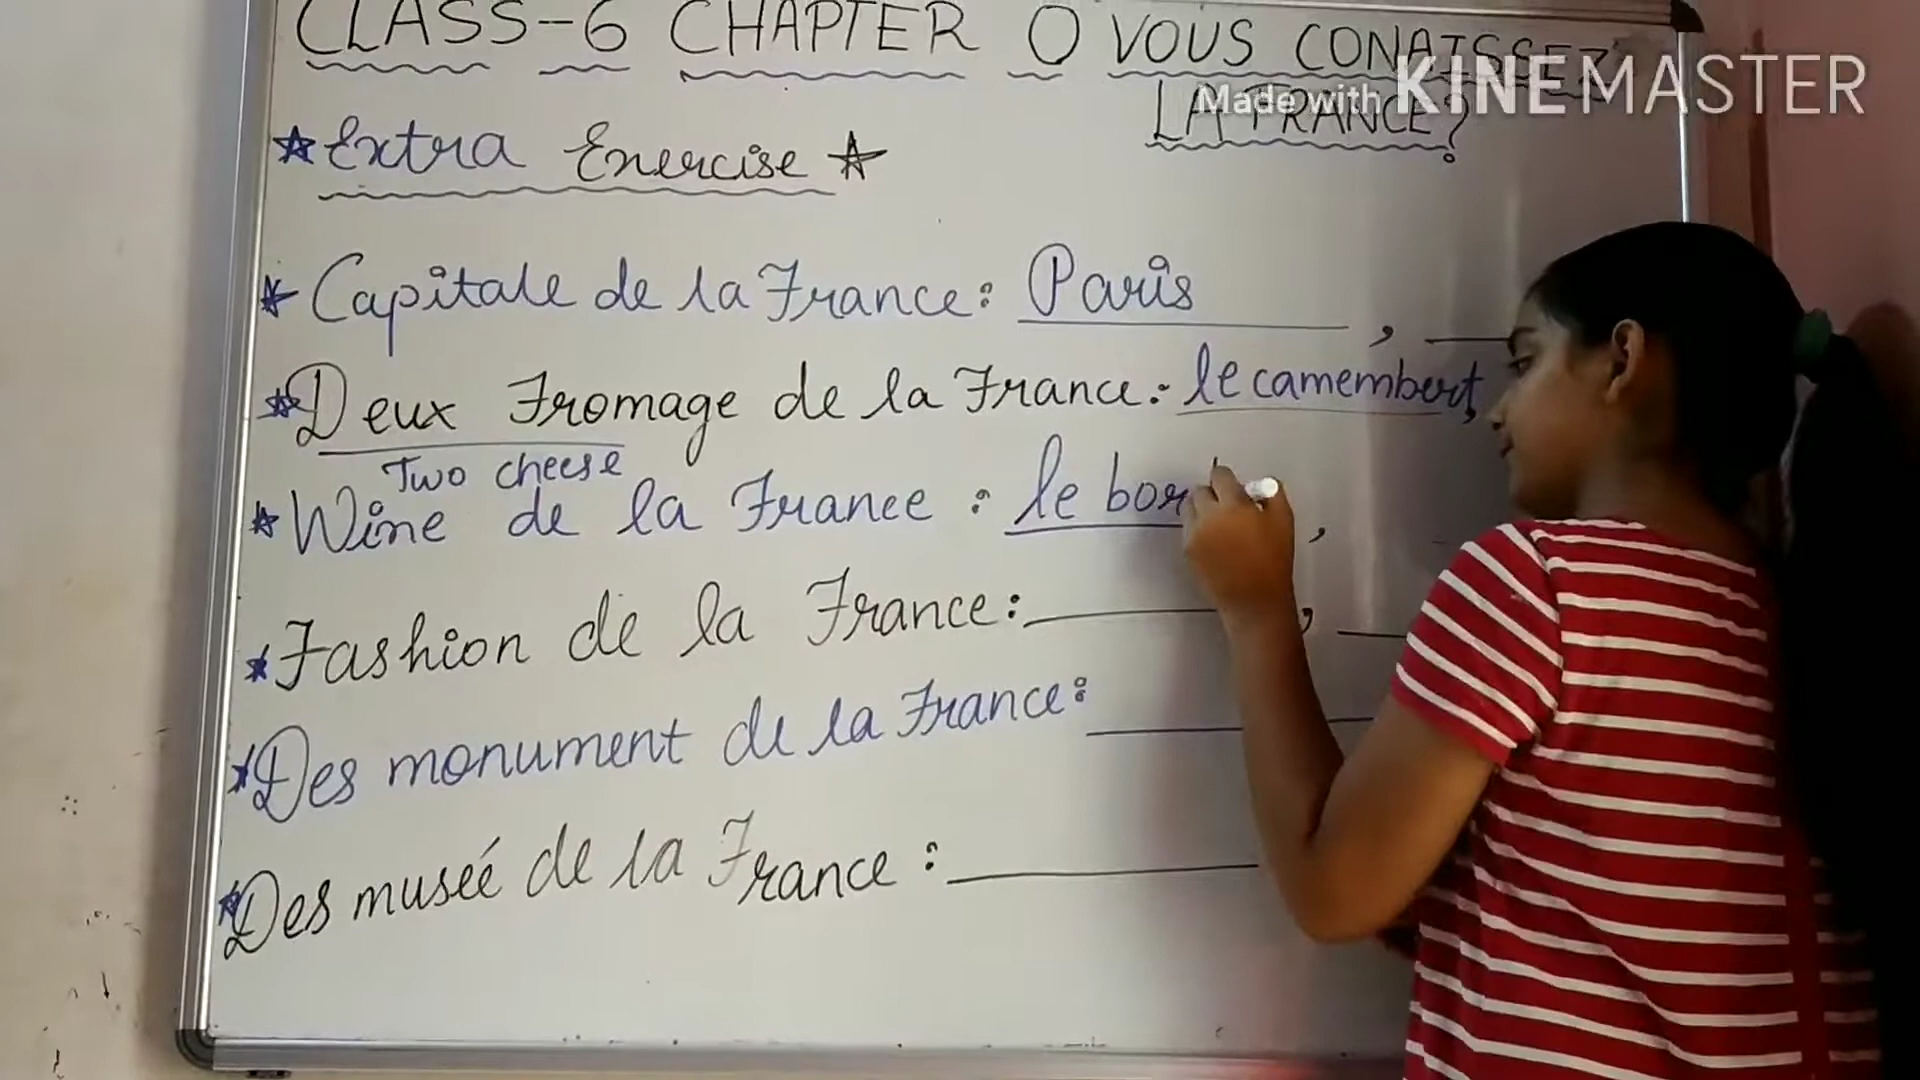 CLASS-6 CHAPTER 0 VOUS CONAISSEZ
LA FRANCE?
Made with KINEMASTER
Extra Exercise
Capitale de la France: Paris ,
Deux Fromage de la France: le camembert,
Two cheese
Wine de la France : le bor ,
Fashion de la France: ,
Des monument de la France:
Des museé de la France :